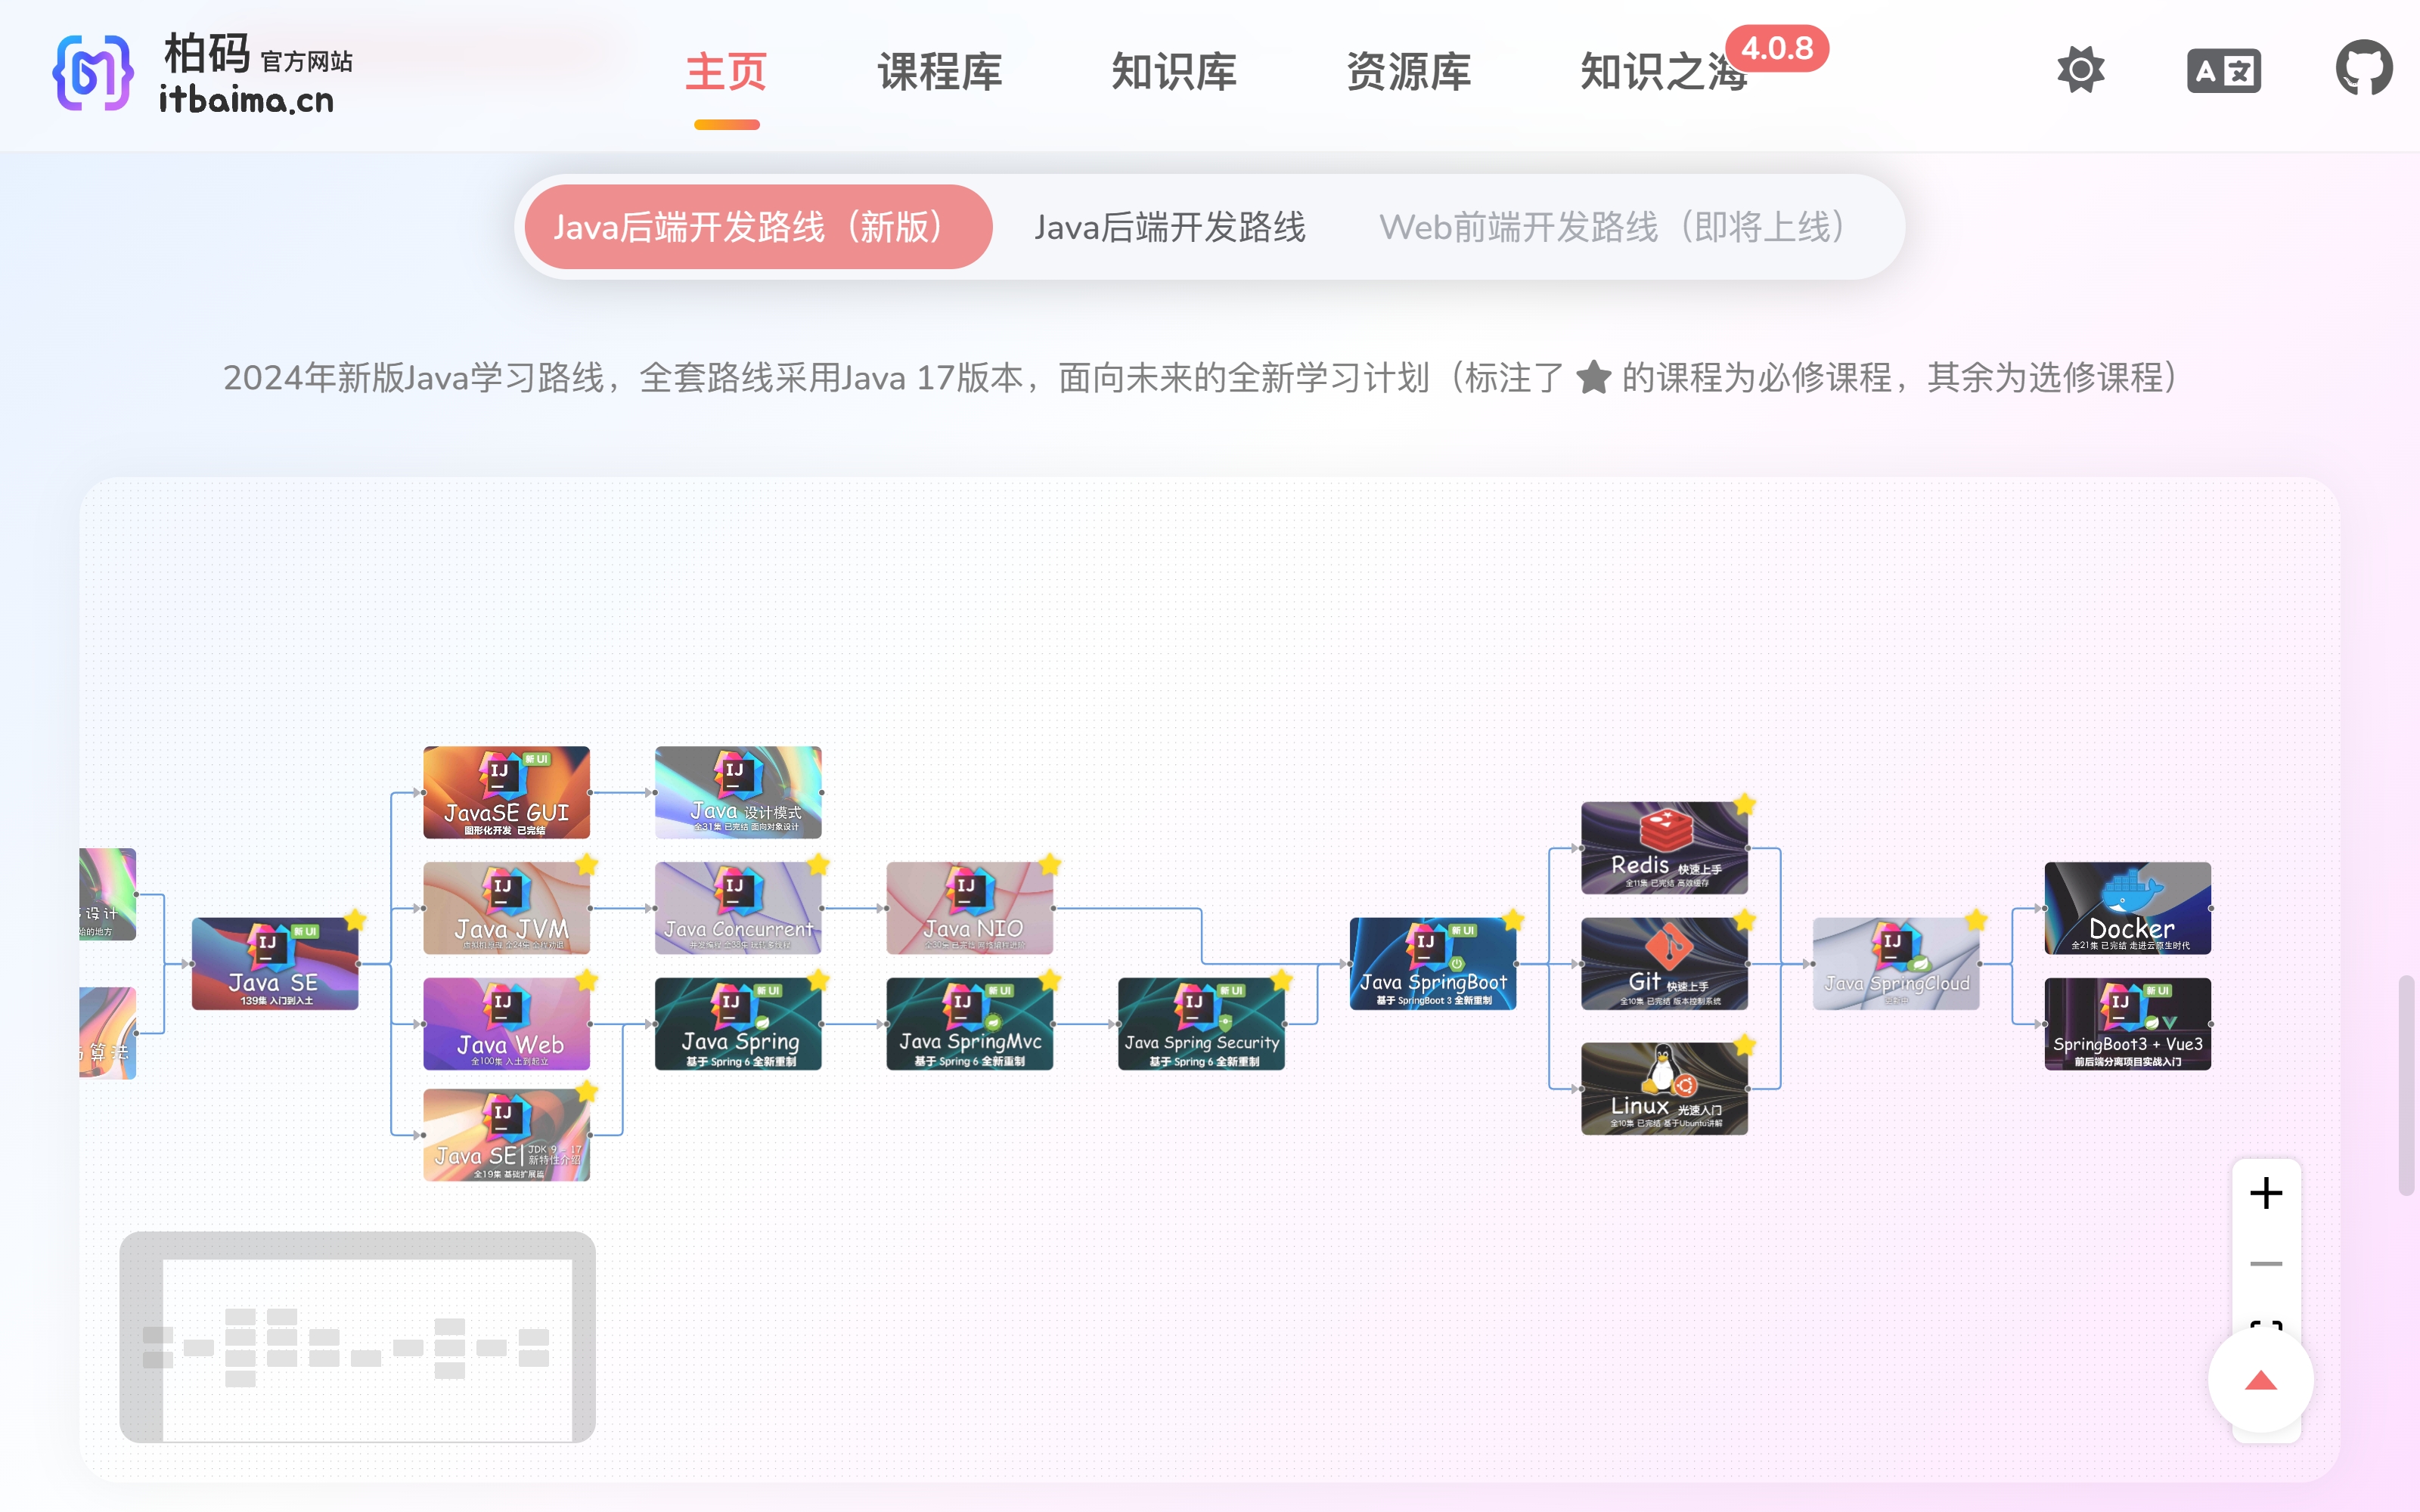 柏码 官方网站
itbaima.cn
主页 课程库 知识库 资源库 知识之海 4.0.8
Java后端开发路线（新版） Java后端开发路线 Web前端开发路线（即将上线）
2024年新版Java学习路线，全套路线采用Java 17版本，面向未来的全新学习计划（标注了 ★ 的课程为必修课程，其余为选修课程）
设计
始的地方
算法
IJ 新 UI
Java SE
139集 入门到入土
IJ 新 UI
JavaSE GUI
图形化开发 已完结
IJ
Java 设计模式
全31集 已完结 面向对象设计
IJ
Java JVM
IJ
Java Concurrent
IJ
Java NIO
IJ
Java Web
全100集 入土到起立
IJ 新 UI
Java Spring
基于 Spring 6 全新重制
IJ 新 UI
Java SpringMvc
基于 Spring 6 全新重制
IJ 新 UI
Java Spring Security
基于 Spring 6 全新重制
IJ
Java SE JDK 9 - 17
新特性介绍
全19集 基础扩展篇
IJ 新 UI
Java SpringBoot
基于 SpringBoot 3 全新重制
Redis 快速上手
全11集 已完结 高效缓存
Git 快速上手
全10集 已完结 版本控制系统
Linux 光速入门
全10集 已完结 基于Ubuntu讲解
IJ
Java SpringCloud
Docker
全21集 已完结 走进云原生时代
IJ 新 UI
SpringBoot3 + Vue3
前后端分离项目实战入门